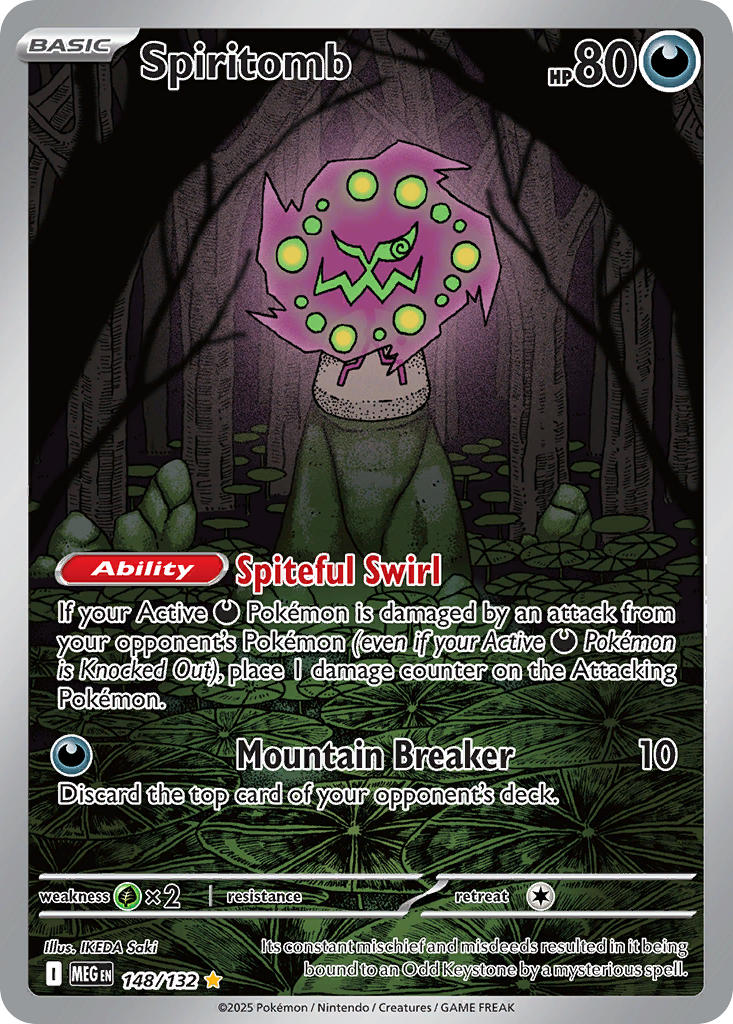 BASIC
Spiritomb
HP 80
Ability Spiteful Swirl
If your Active Pokémon is damaged by an attack from
your opponent's Pokémon (even if your Active Pokémon
is Knocked Out), place 1 damage counter on the Attacking
Pokémon.
Mountain Breaker 10
Discard the top card of your opponent's deck.
weakness ×2 resistance retreat
Illus. IKEDA Saki
Its constant mischief and misdeeds resulted in it being
bound to an Odd Keystone by a mysterious spell.
I MEG EN 148/132
©2025 Pokémon / Nintendo / Creatures / GAME FREAK